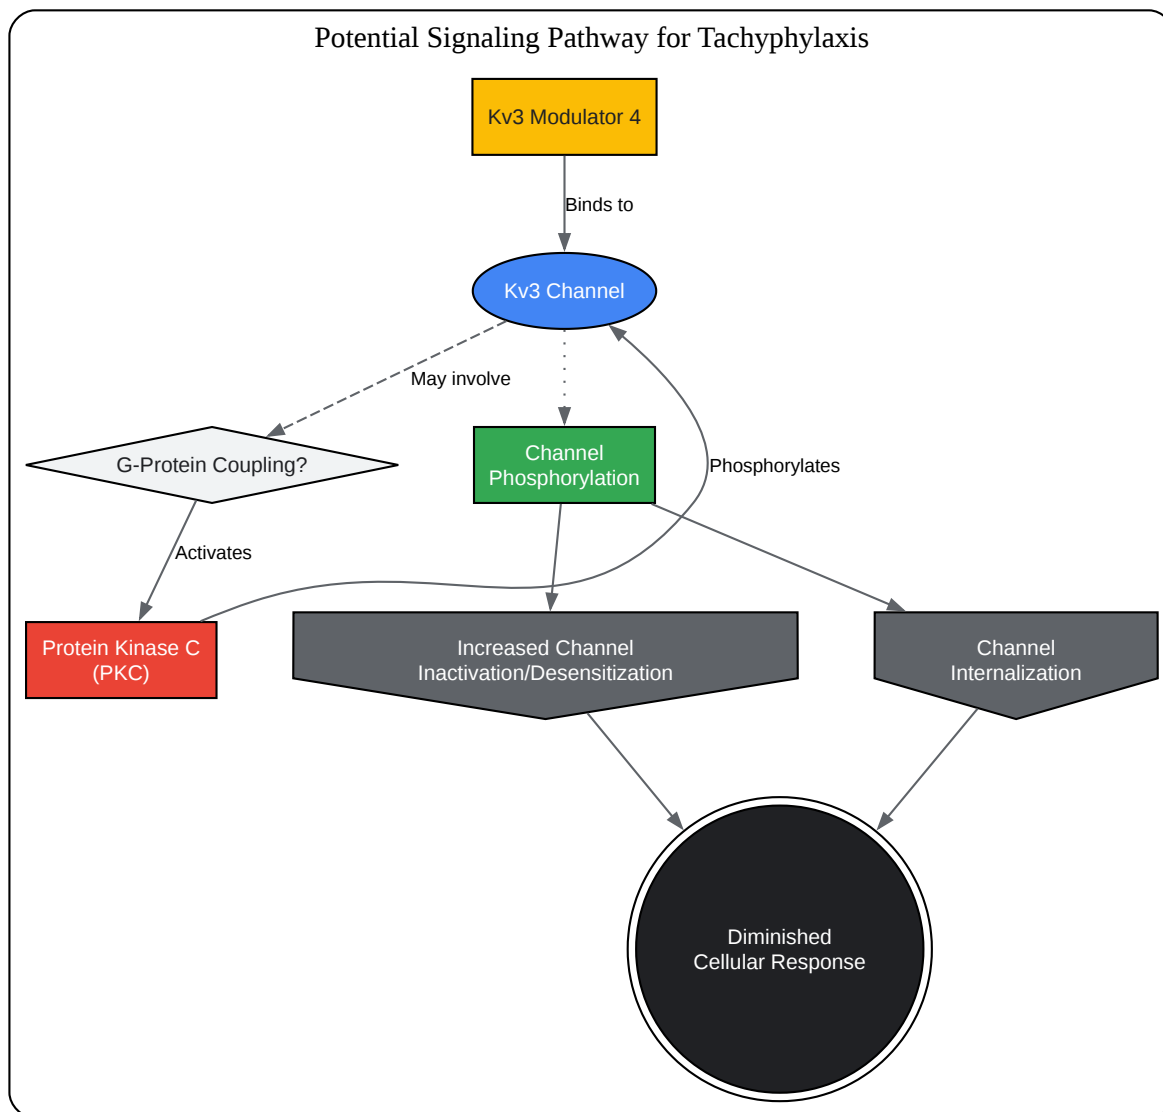 Potential Signaling Pathway for Tachyphylaxis
Kv3 Modulator 4
Binds to
Kv3 Channel
May involve
G-Protein Coupling?
Channel
Phosphorylation
Phosphorylates
Activates
Protein Kinase C
(PKC)
Increased Channel
Inactivation/Desensitization
Channel
Internalization
Diminished
Cellular Response